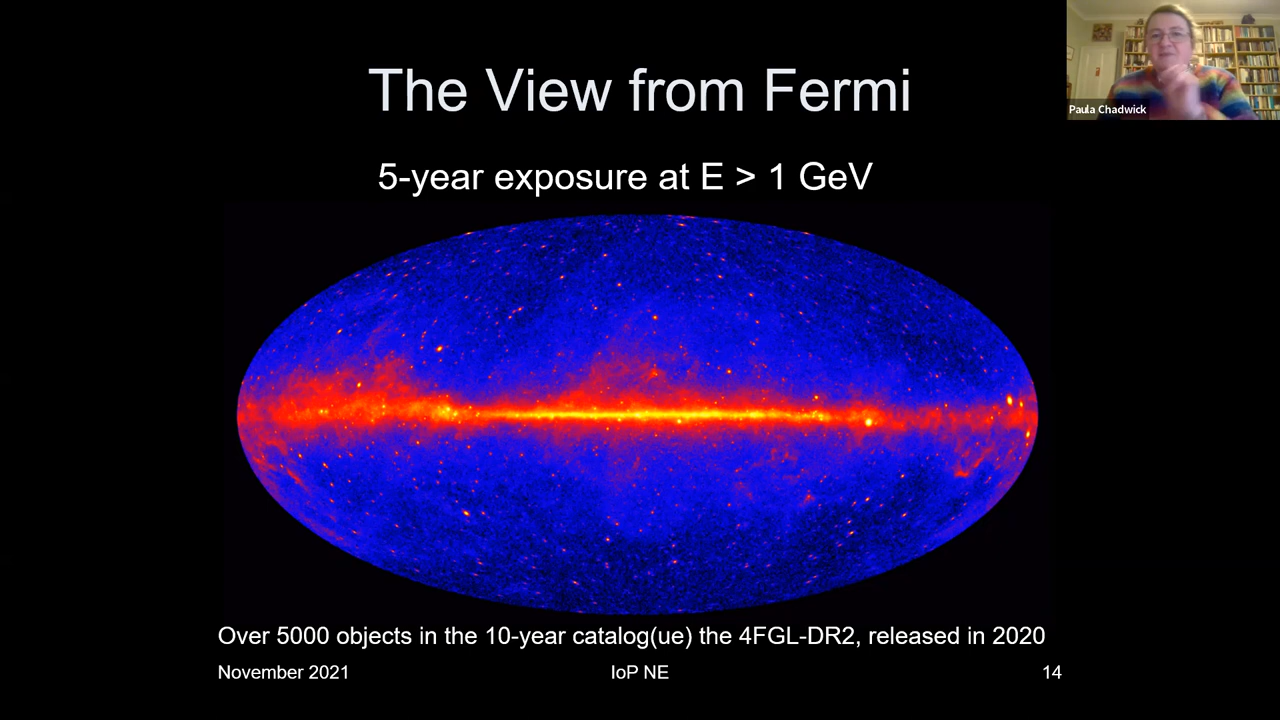 The View from Fermi
Paula Chadwick
5-year exposure at E > 1 GeV
Over 5000 objects in the 10-year catalog(ue) the 4FGL-DR2, released in 2020
November 2021
IoP NE
14